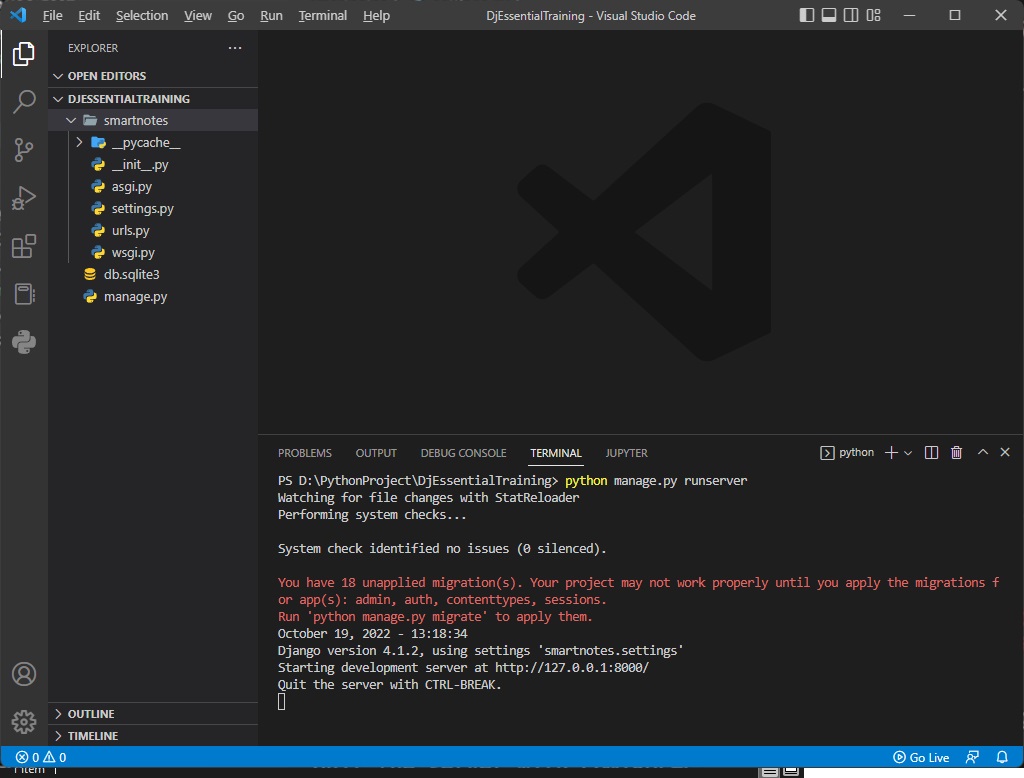 File Edit Selection View Go Run Terminal Help DjEssentialTraining - Visual Studio Code
EXPLORER
OPEN EDITORS
DJESSENTIALTRAINING
smartnotes
__pycache__
__init__.py
asgi.py
settings.py
urls.py
wsgi.py
db.sqlite3
manage.py
OUTLINE
TIMELINE
PROBLEMS OUTPUT DEBUG CONSOLE TERMINAL JUPYTER python
PS D:\PythonProject\DjEssentialTraining> python manage.py runserver
Watching for file changes with StatReloader
Performing system checks...
System check identified no issues (0 silenced).
You have 18 unapplied migration(s). Your project may not work properly until you apply the migrations f
or app(s): admin, auth, contenttypes, sessions.
Run 'python manage.py migrate' to apply them.
October 19, 2022 - 13:18:34
Django version 4.1.2, using settings 'smartnotes.settings'
Starting development server at http://127.0.0.1:8000/
Quit the server with CTRL-BREAK.
0 0 Go Live
1 item